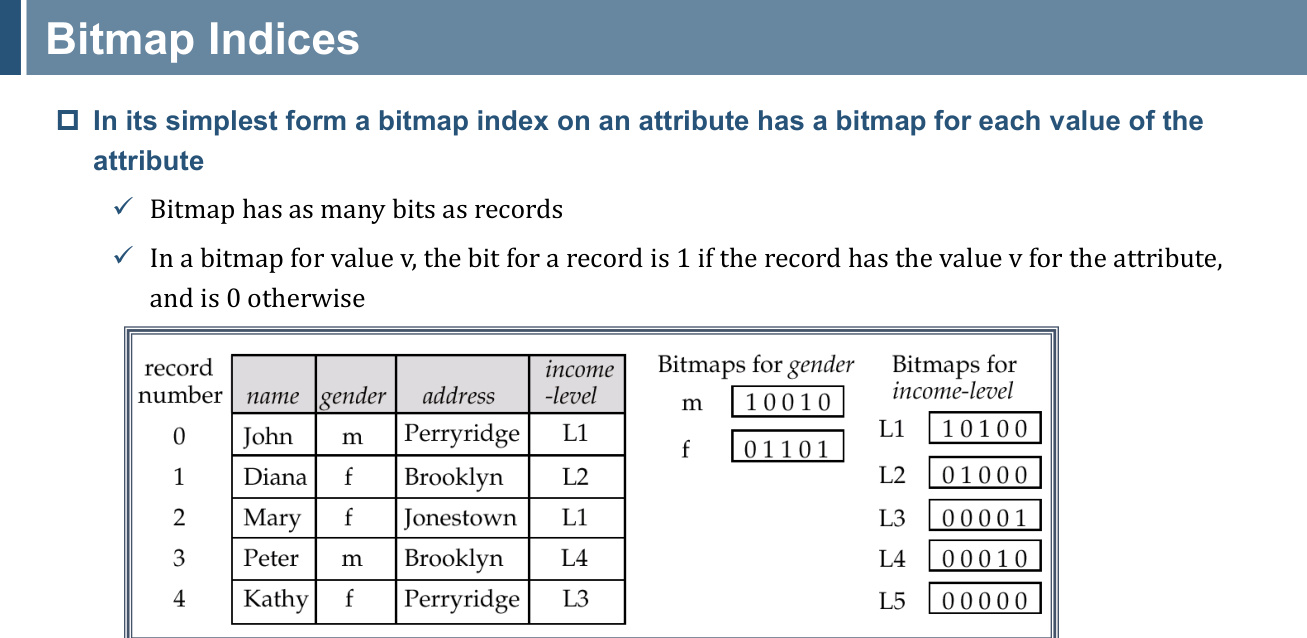 Bitmap Indices
In its simplest form a bitmap index on an attribute has a bitmap for each value of the
attribute
✓ Bitmap has as many bits as records
✓ In a bitmap for value v, the bit for a record is 1 if the record has the value v for the attribute,
and is 0 otherwise
record number name gender address income -level
0 John m Perryridge L1
1 Diana f Brooklyn L2
2 Mary f Jonestown L1
3 Peter m Brooklyn L4
4 Kathy f Perryridge L3
Bitmaps for gender
m 10010
f 01101
Bitmaps for
income-level
L1 10100
L2 01000
L3 00001
L4 00010
L5 00000